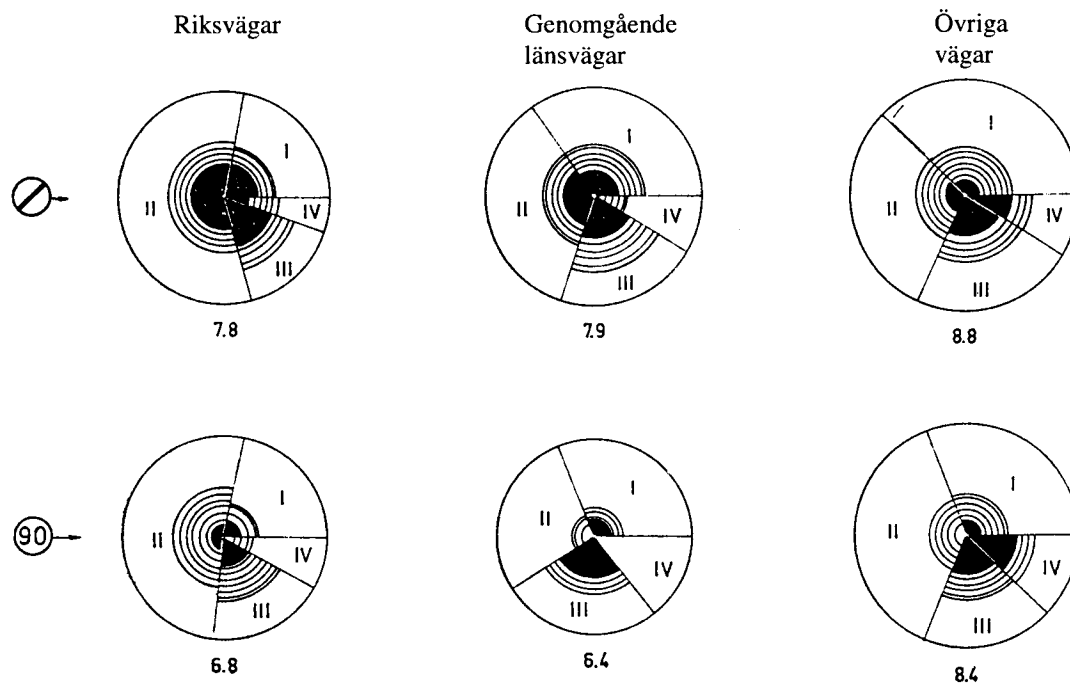 Riksvägar
Genomgående
länsvägar
Övriga
vägar
I
II
III
IV
7.8
I
II
III
IV
7.9
I
II
III
IV
8.8
90
I
II
III
IV
6.8
I
II
III
IV
6.4
I
II
III
IV
8.4